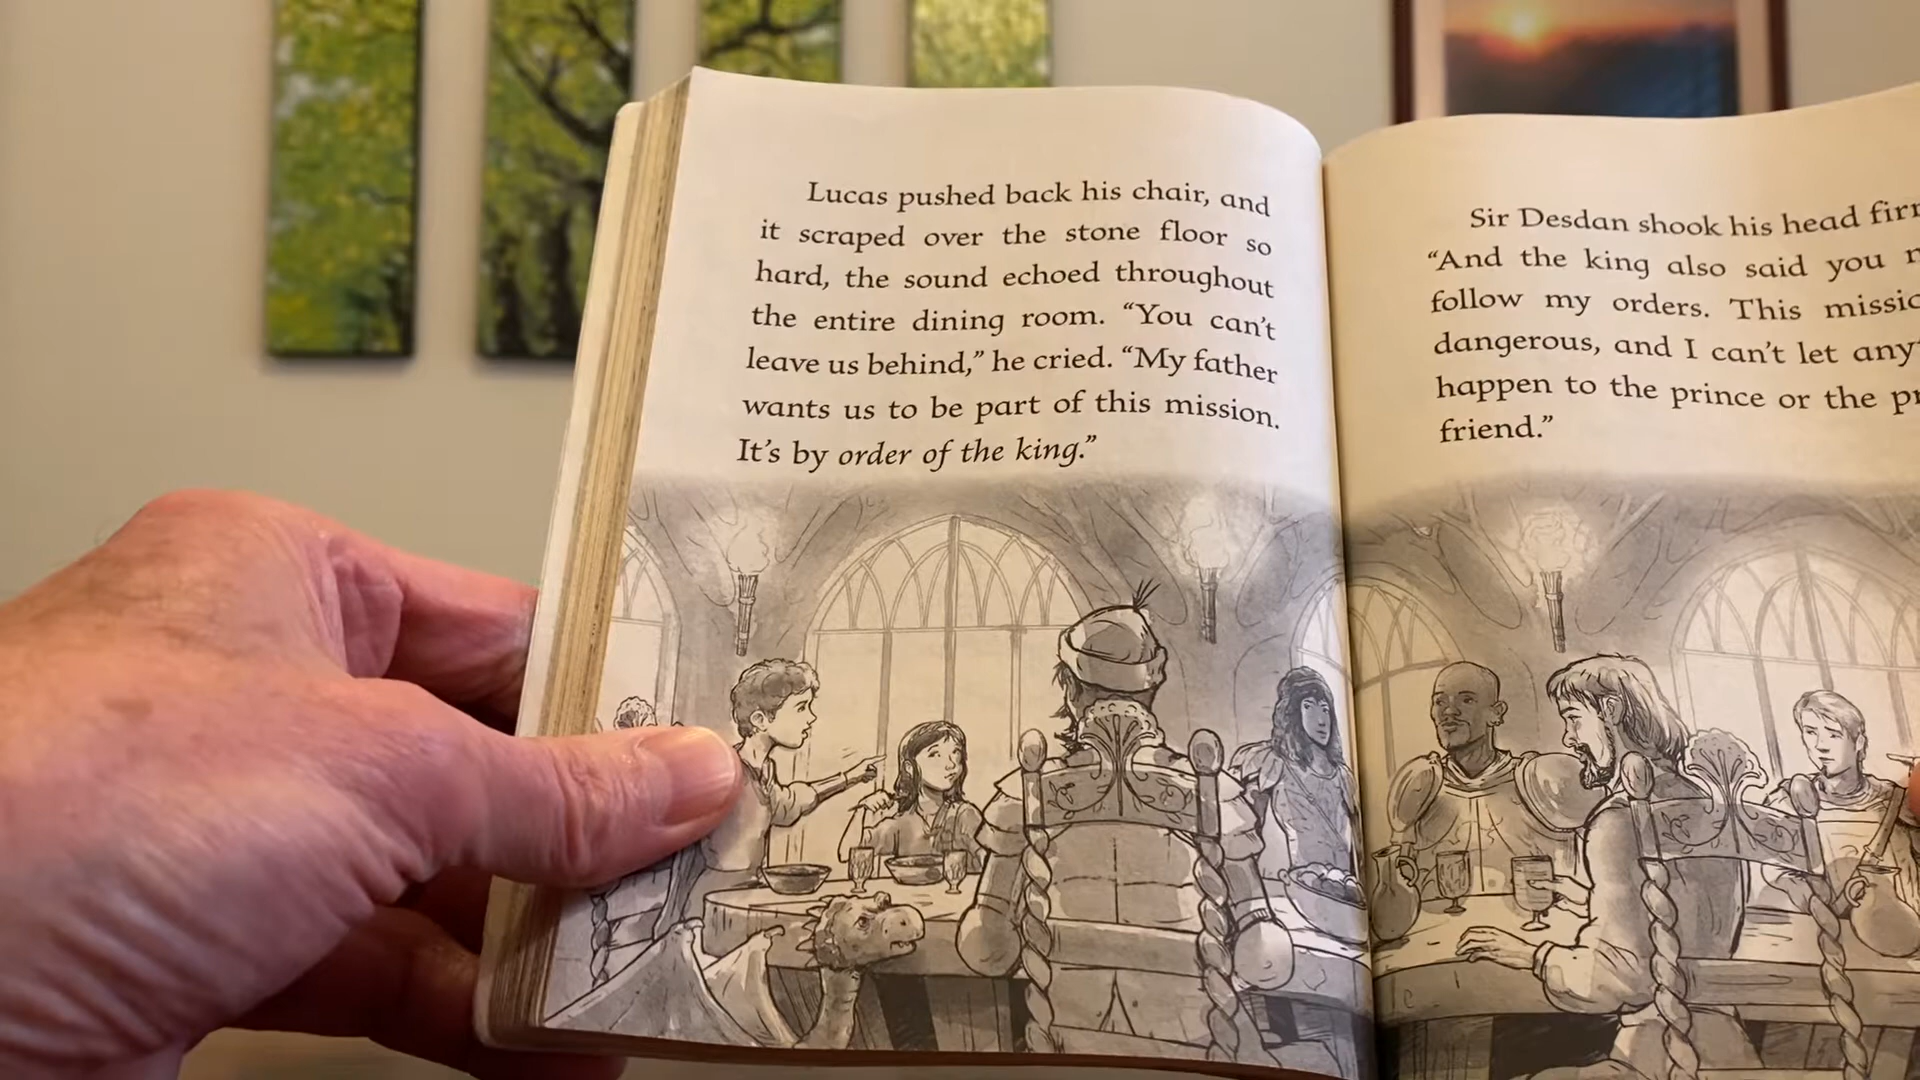 Lucas pushed back his chair, and
it scraped over the stone floor so
hard, the sound echoed throughout
the entire dining room. “You can’t
leave us behind,” he cried. “My father
wants us to be part of this mission.
It’s by order of the king.”
Sir Desdan shook his head
“And the king also said you
follow my orders. This
dangerous, and I can’t let
happen to the prince or the
friend.”